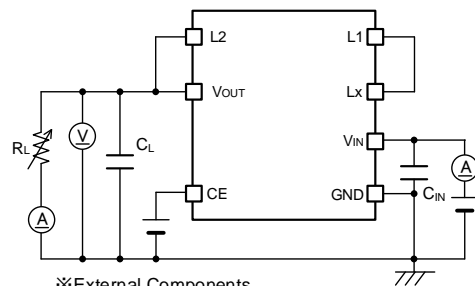 L2 L1
VOUT Lx
RL V CL VIN A
CE GND CIN
A
※External Components